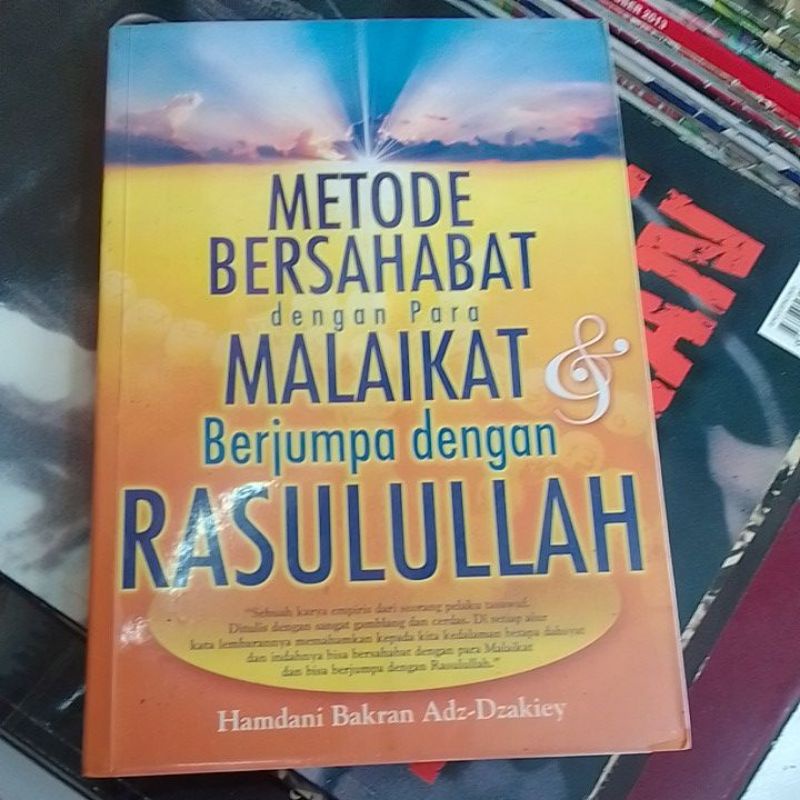 METODE
BERSAHABAT
dengan Para
MALAIKAT &
Berjumpa dengan
RASULULLAH
"Sebuah karya empiris dari seorang pelaku tasawuf.
Ditulis dengan sangat gamblang dan cerdas. Di setiap alur
kata lembarannya memahamkan kepada kita kedalaman betapa dahsyat
dan indahnya bisa bersahabat dengan para Malaikat
dan bisa berjumpa dengan Rasulullah."
Hamdani Bakran Adz-Dzakiey
2013